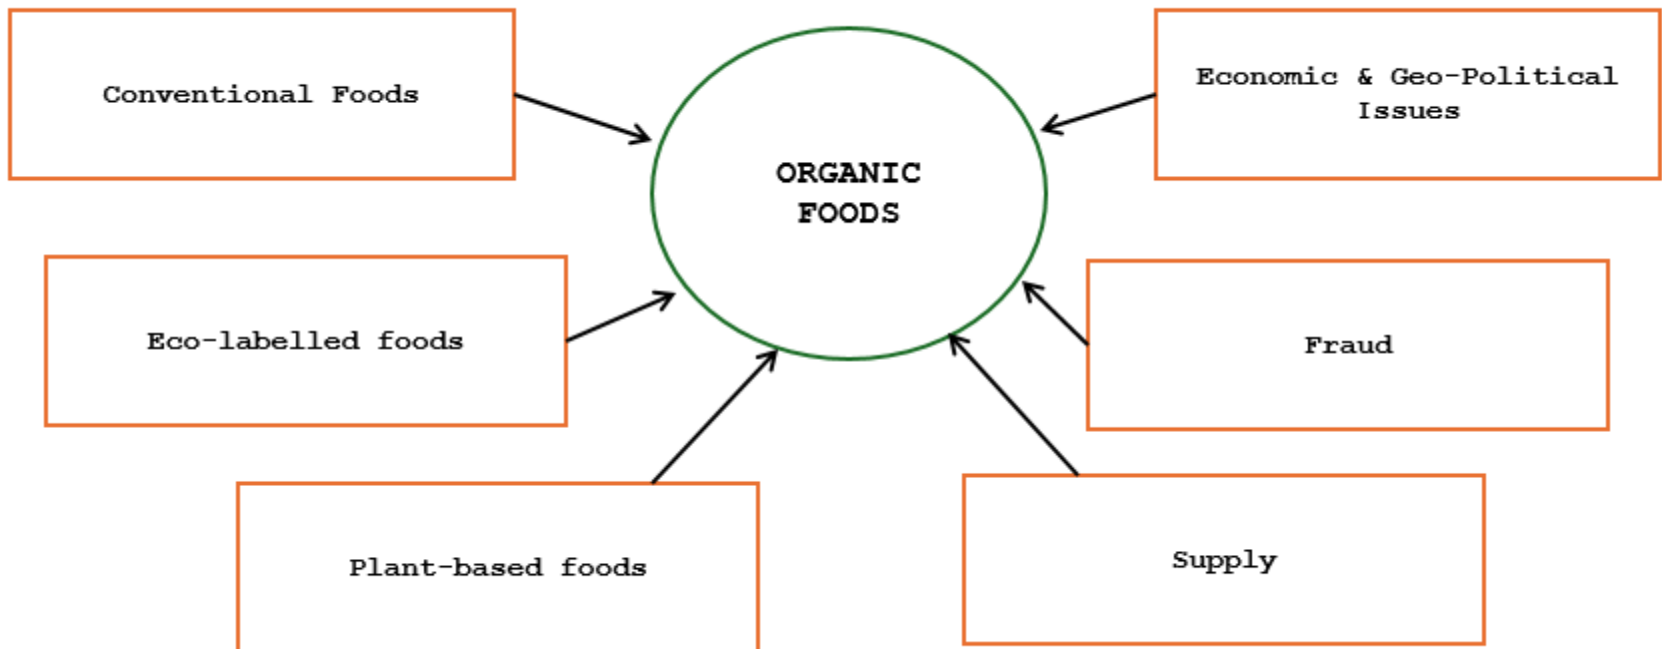 Conventional Foods
ORGANIC
FOODS
Economic & Geo-Political
Issues
Eco-labelled foods
Fraud
Plant-based foods
Supply